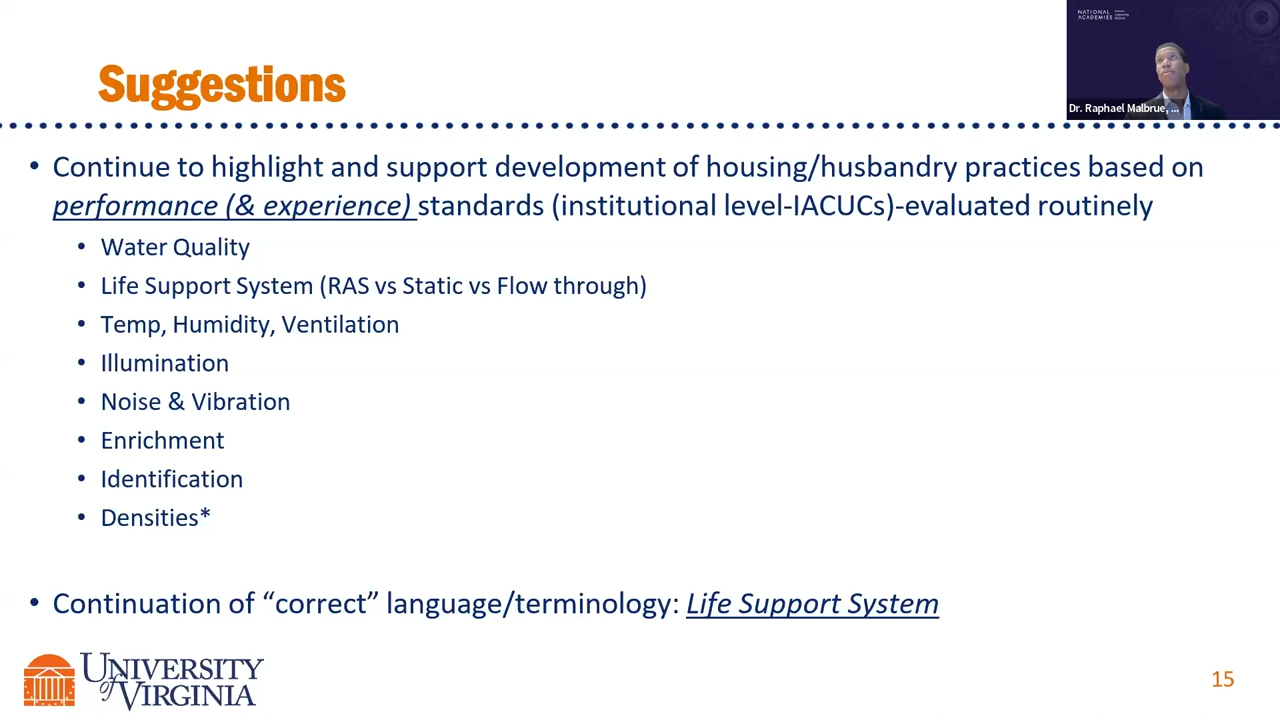 Suggestions
NATIONAL
ACADEMIES
Dr. Raphael Malbrue, ...
• Continue to highlight and support development of housing/husbandry practices based on
performance (& experience) standards (institutional level-IACUCs)-evaluated routinely
• Water Quality
• Life Support System (RAS vs Static vs Flow through)
• Temp, Humidity, Ventilation
• Illumination
• Noise & Vibration
• Enrichment
• Identification
• Densities*
• Continuation of “correct” language/terminology: Life Support System
UNIVERSITY
of VIRGINIA
15